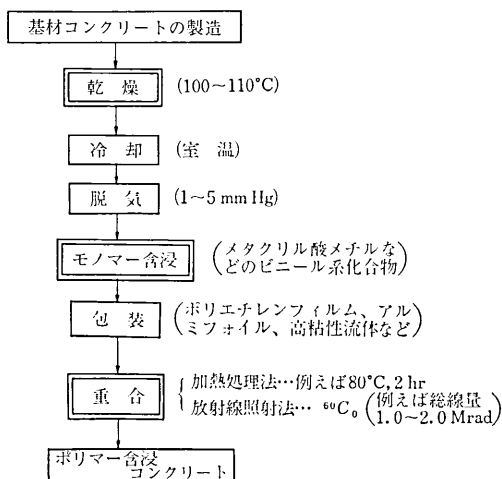 基材コンクリートの製造
乾 燥 (100~110°C)
冷 却 (室 温)
脱 気 (1~5 mm Hg)
モノマー含浸 (メタクリル酸メチルな
どのビニール系化合物)
包 装 (ポリエチレンフィルム、アル
ミフォイル、高粘性流体など)
重 合 加熱処理法…例えば80°C, 2 hr
放射線照射法… ⁶⁰C₀ (例えば総線量
1.0~2.0 Mrad)
ポリマー含浸
コンクリート